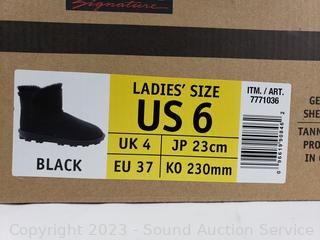 Signature
LADIES' SIZE
US 6
UK 4
JP 23cm
EU 37
KO 230mm
BLACK
ITM. / ART.
7771036
Copyright 2023 - Sound Auction Service